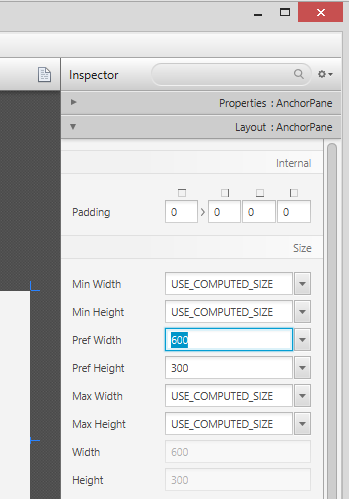 Inspector
Properties : AnchorPane
Layout : AnchorPane
Internal
Padding 0 0 0 0
Size
Min Width USE_COMPUTED_SIZE
Min Height USE_COMPUTED_SIZE
Pref Width 600
Pref Height 300
Max Width USE_COMPUTED_SIZE
Max Height USE_COMPUTED_SIZE
Width 600
Height 300